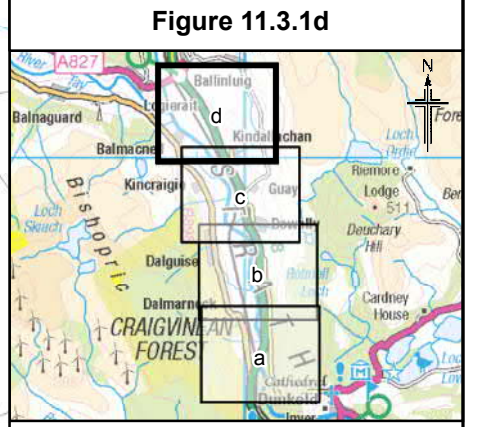 Figure 11.3.1d
River
Tay
A827
Ballinluig
Logierait
d
N
Balnaguard
Balmacneil
Kindallachan
Loch
Ordie
Kincraigie
c
Guay
Riemore
Lodge
511
Bishopric
Loch
Skiach
Dowally
Deuchary
Hill
Dalguise
b
Rotmell
Loch
Dalmarnock
Cardney
House
CRAIGVINEAN
FOREST
a
T H
Cathedral
M
Dunkeld
Inver